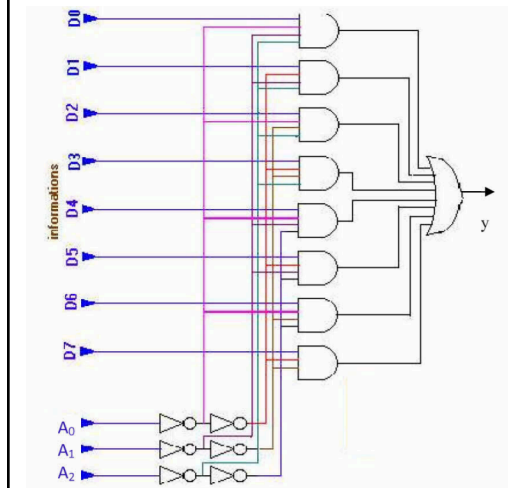 D0
D1
D2
D3
D4
D5
D6
D7
informations
y
A₀
A₁
A₂